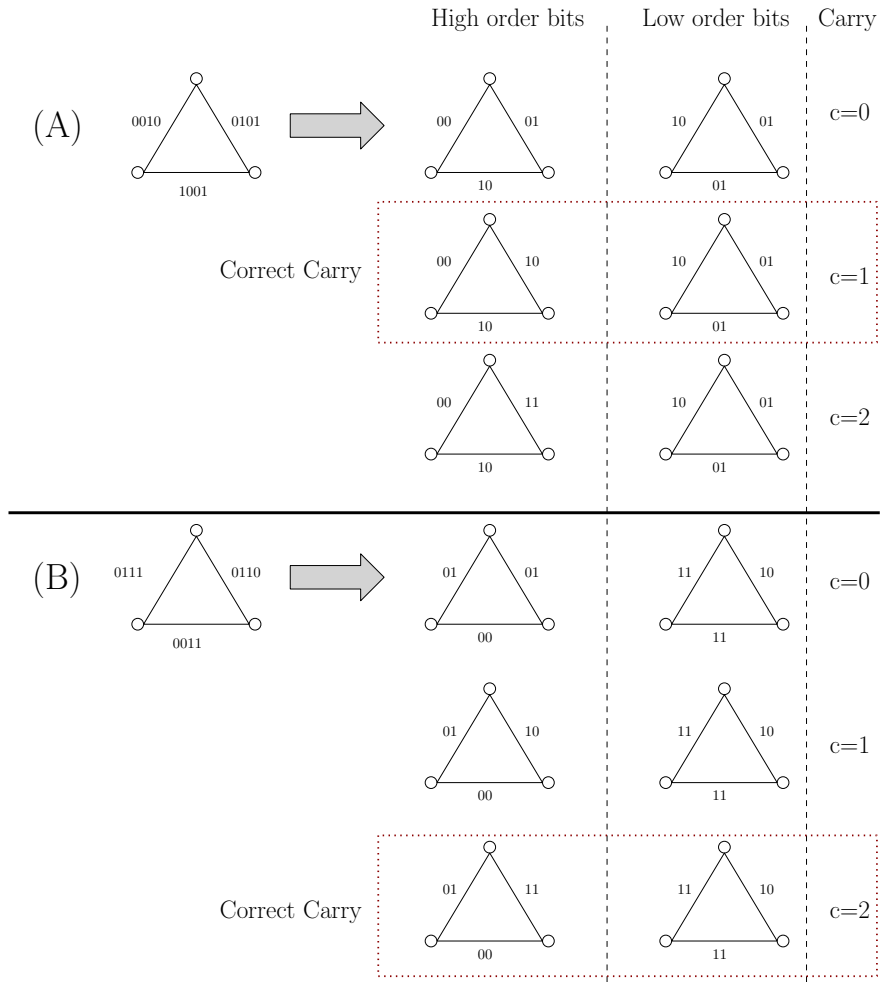 High order bits Low order bits Carry
(A)
0010 0101
1001
00 01
10
10 01
01
c=0
Correct Carry
00 10
10
10 01
01
c=1
00 11
10
10 01
01
c=2
(B)
0111 0110
0011
01 01
00
11 10
11
c=0
01 10
00
11 10
11
c=1
Correct Carry
01 11
00
11 10
11
c=2